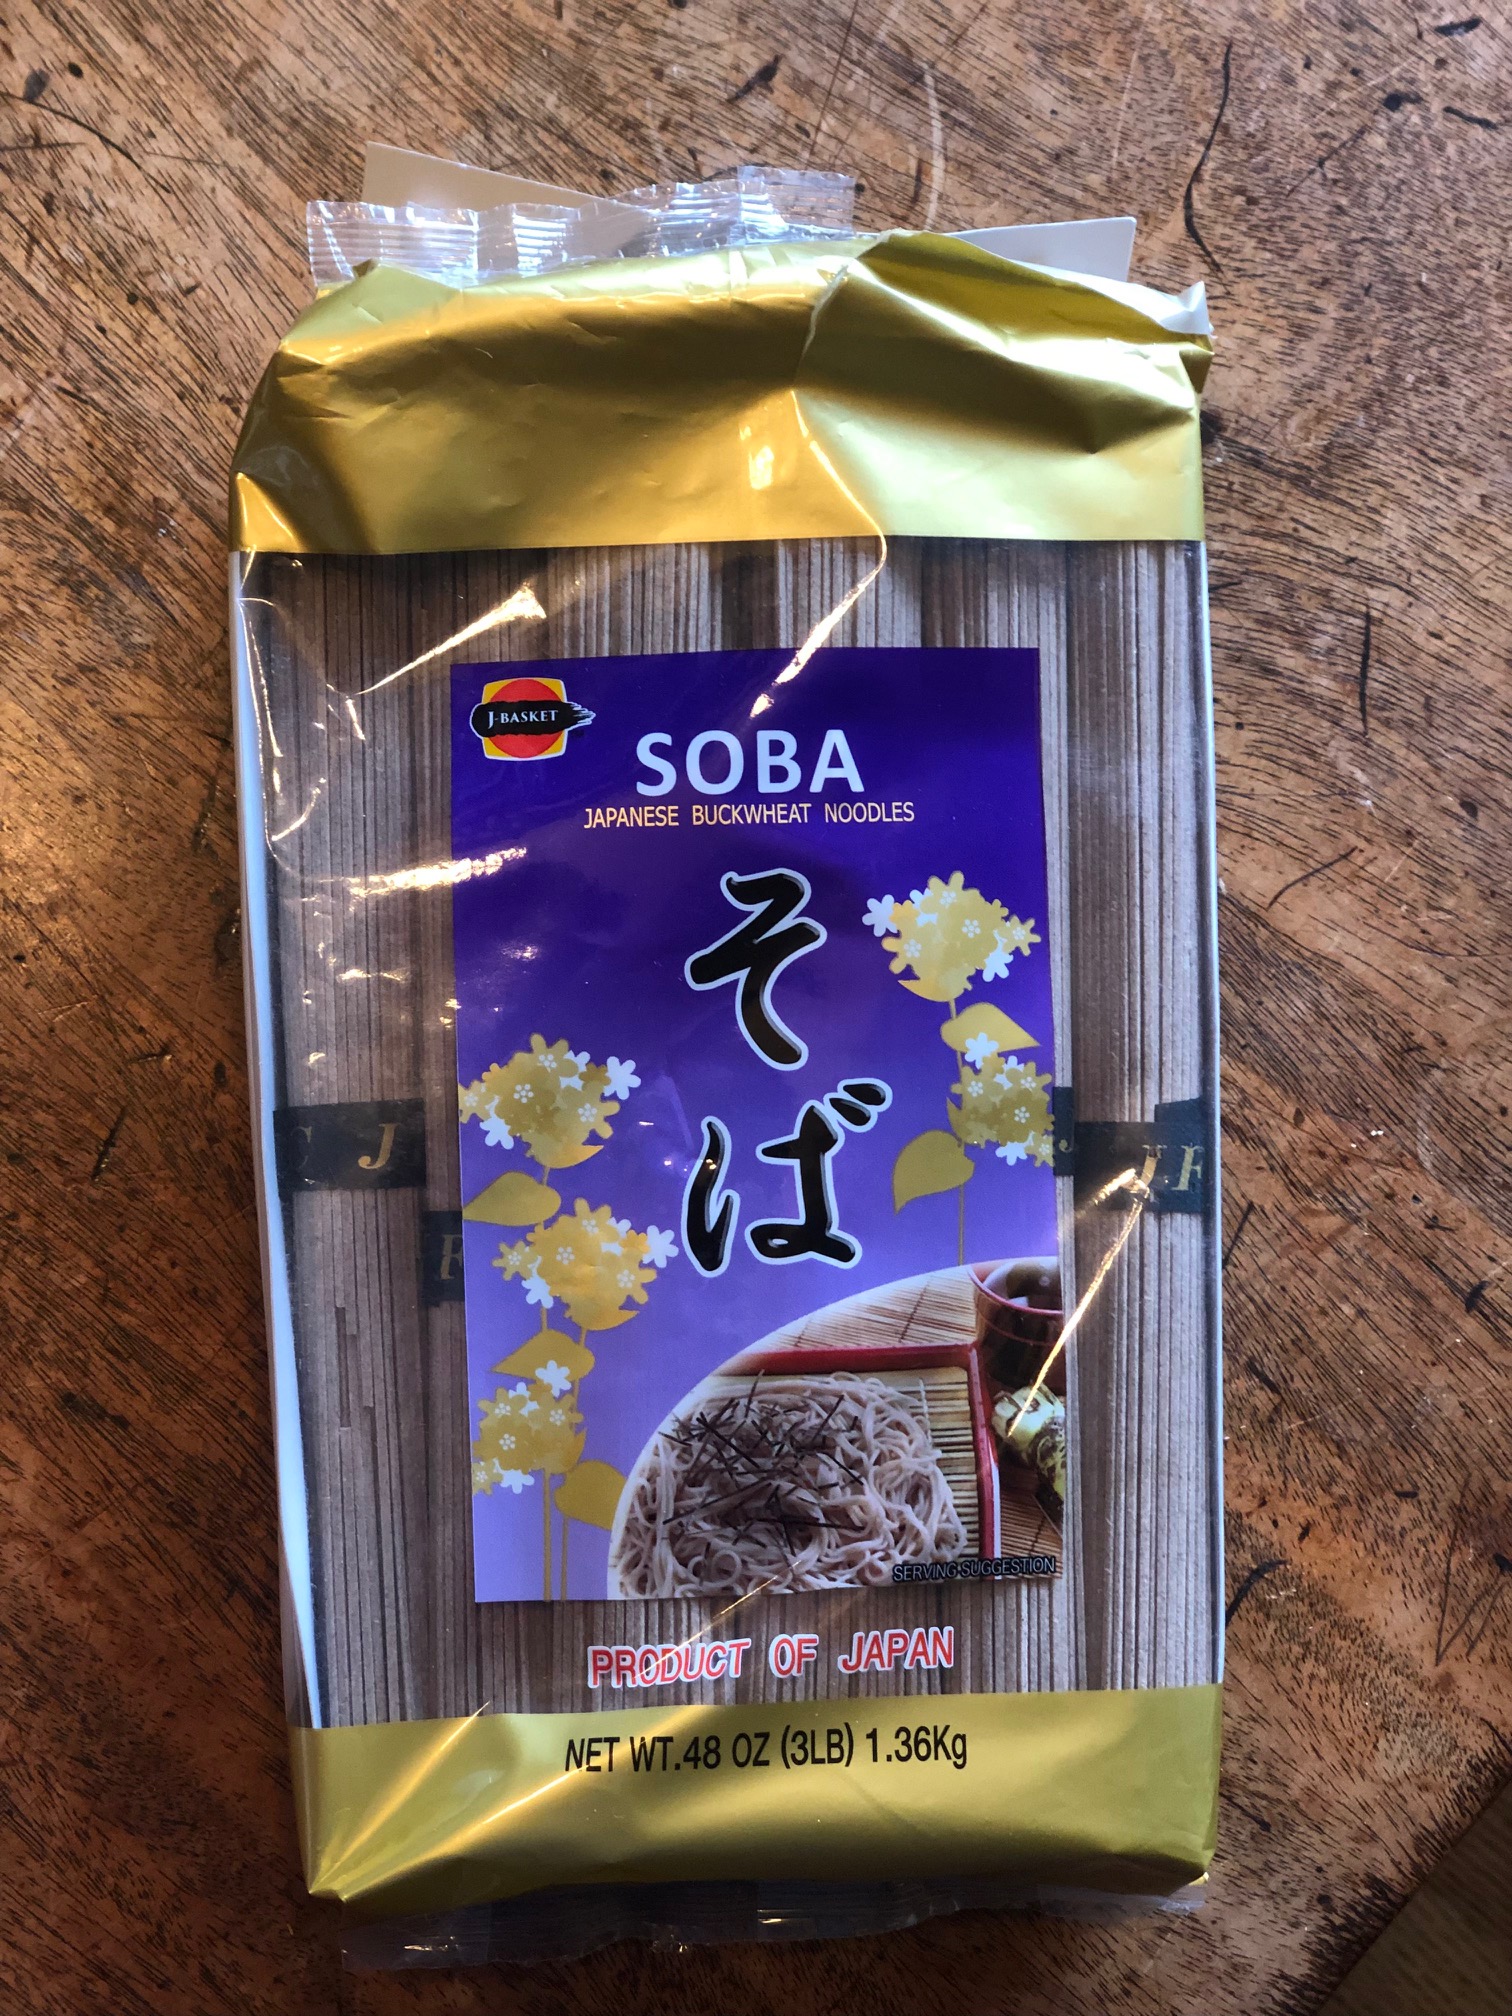 J-BASKET
SOBA
JAPANESE BUCKWHEAT NOODLES
そば
SERVING SUGGESTION
PRODUCT OF JAPAN
NET WT.48 OZ (3LB) 1.36Kg